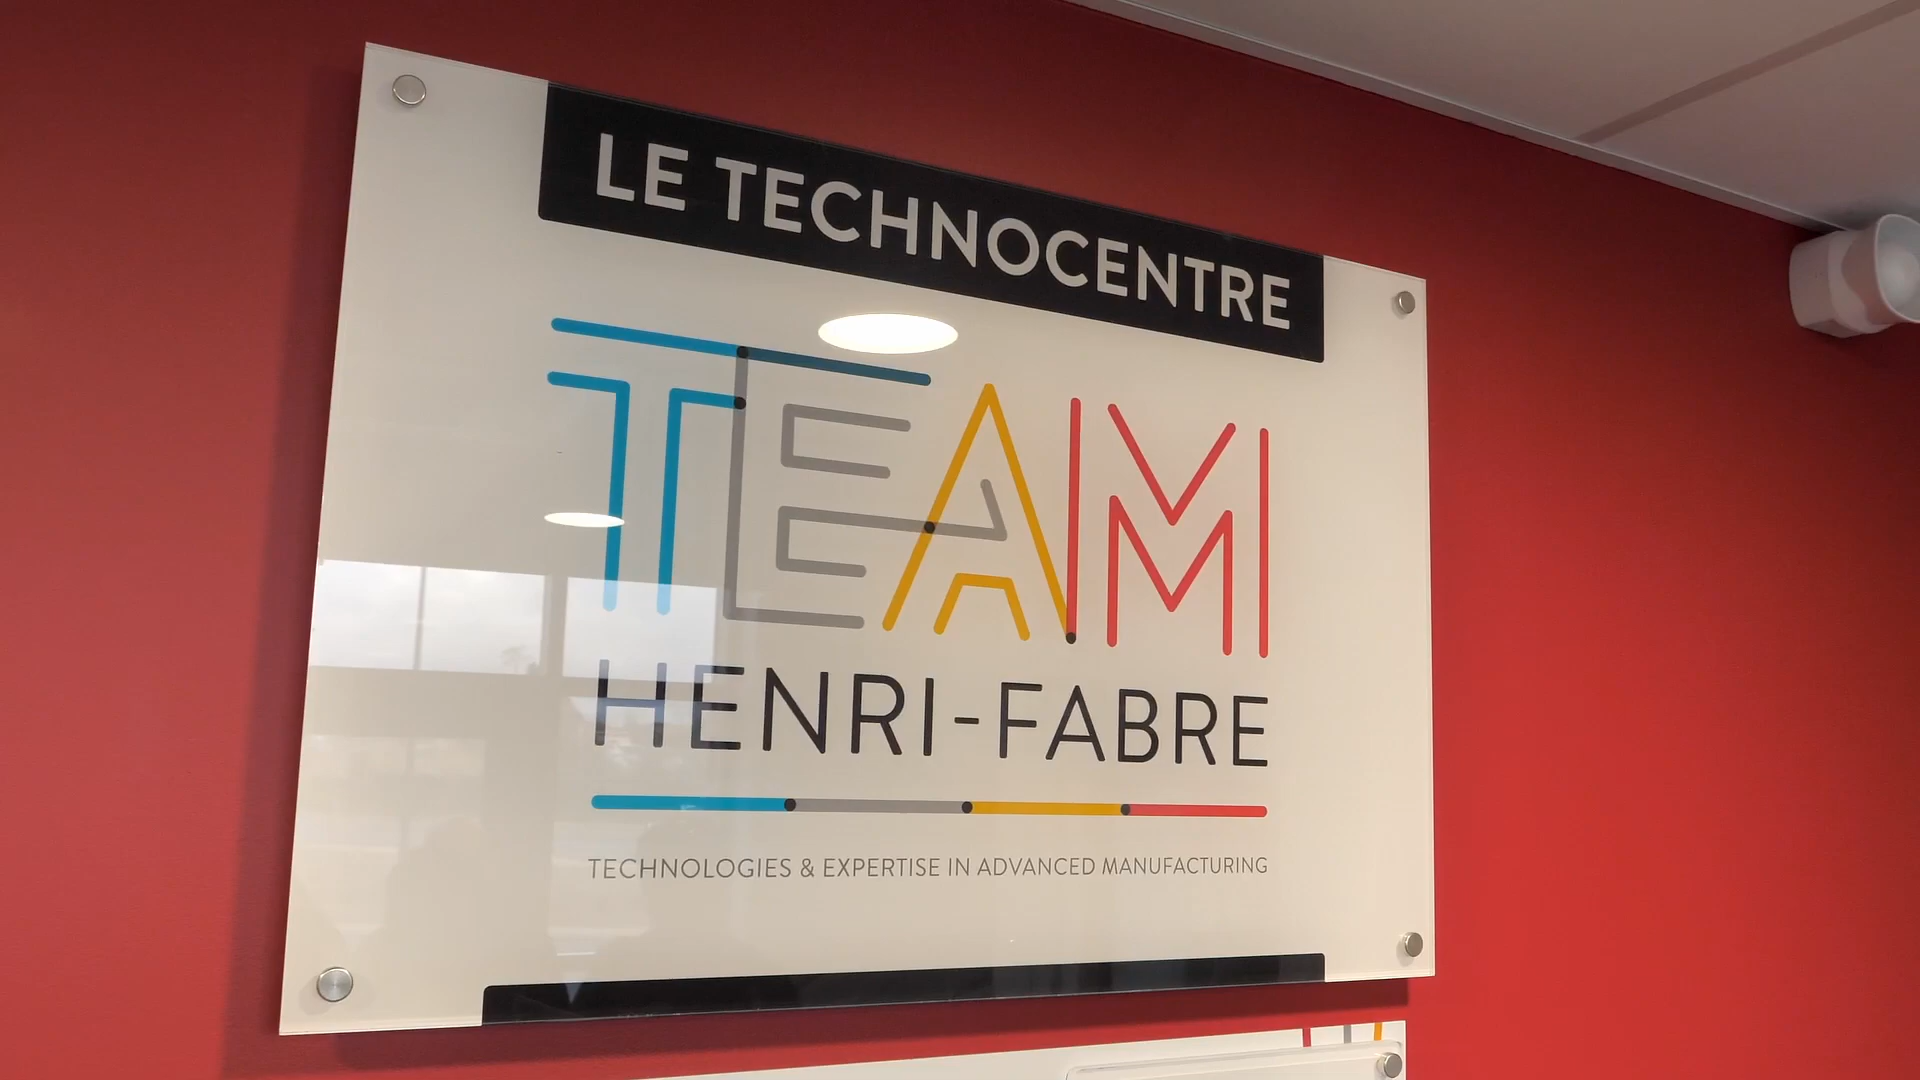 LE TECHNOCENTRE
TEAM
HENRI-FABRE
TECHNOLOGIES & EXPERTISE IN ADVANCED MANUFACTURING